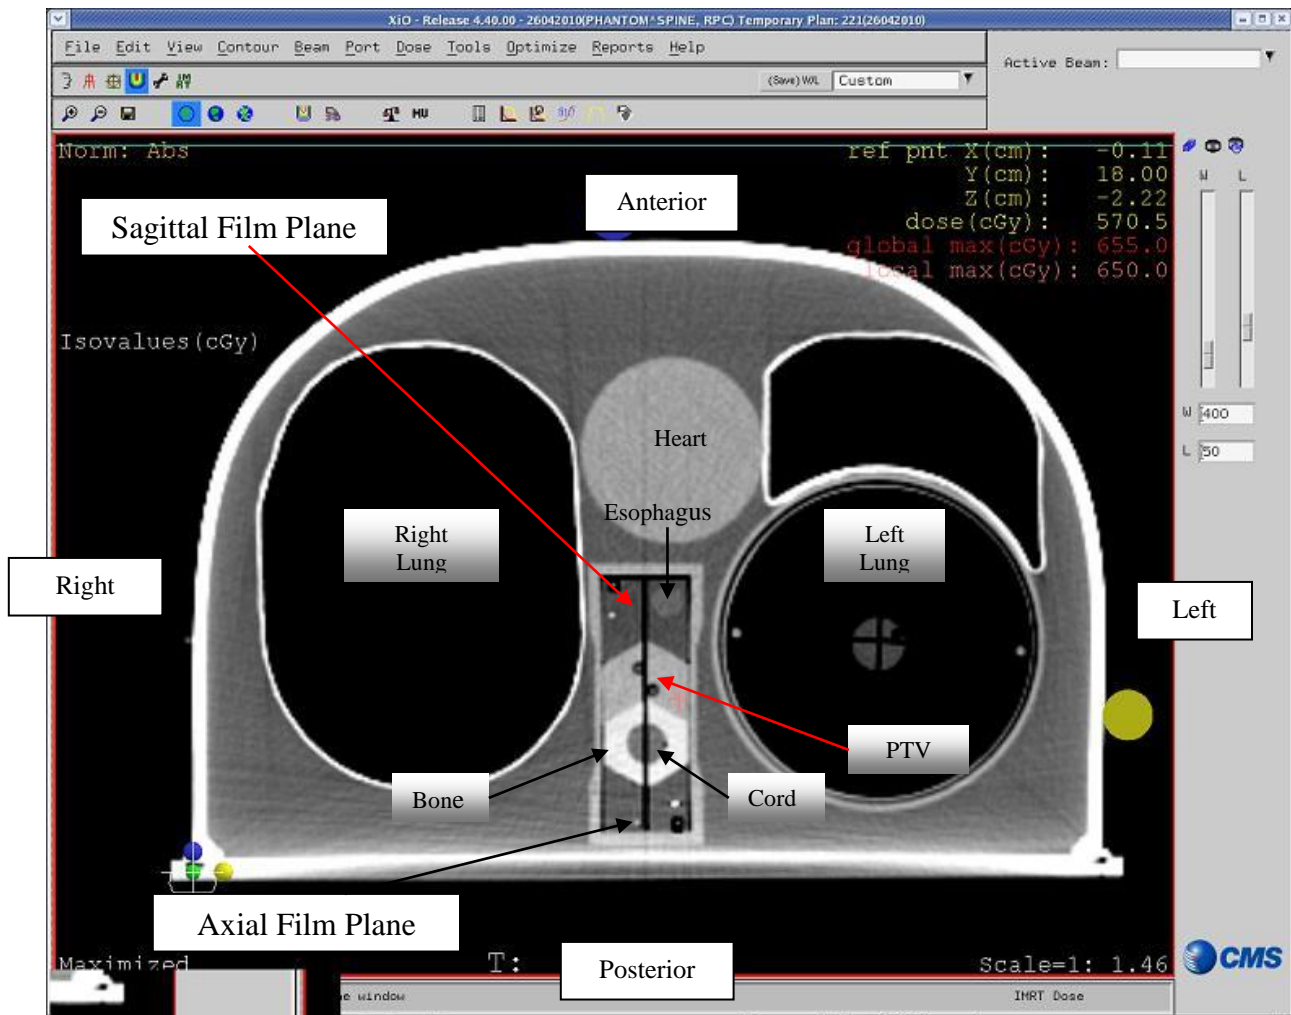 XiO - Release 4.40.00 - 26042010(PHANTOM^SPINE, RPC) Temporary Plan: 221(26042010)
File Edit View Contour Beam Port Dose Tools Optimize Reports Help
Active Beam:
(Save) W/L Custom
MU
Norm: Abs
ref pnt X(cm): -0.11
Y(cm): 18.00
Z(cm): -2.22
dose(cGy): 570.5
global max(cGy): 655.0
local max(cGy): 650.0
W L
Anterior
Sagittal Film Plane
Isovalues(cGy)
W 400
L 50
Heart
Esophagus
Right
Lung
Left
Lung
Right
Left
PTV
Bone
Cord
Axial Film Plane
Maximized
T:
Posterior
Scale=1: 1.46
CMS
e window
IMRT Dose